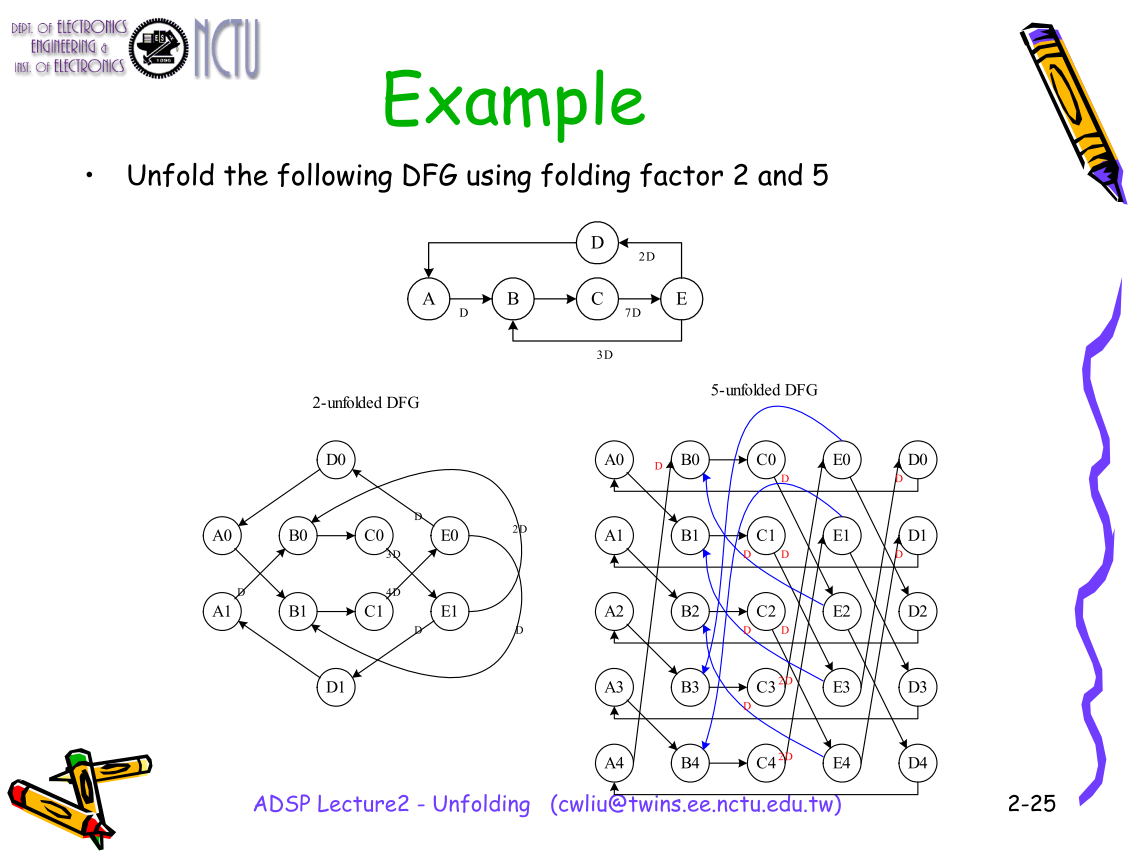 DEPT. OF ELECTRONICS
ENGINEERING &
INST. OF ELECTRONICS
ES
1896
NCTU
Example
• Unfold the following DFG using folding factor 2 and 5
D
2D
A
D
B
C
7D
E
3D
2-unfolded DFG
5-unfolded DFG
D0
D
2D
A0 B0 C0 E0
3D
D 4D
A1 B1 C1 E1
D D
D1
A0 D B0 C0 E0 D0
D D
A1 B1 C1 E1 D1
D D D
A2 B2 C2 E2 D2
D D
A3 B3 C3 2D E3 D3
D
A4 B4 C4 2D E4 D4
ADSP Lecture2 - Unfolding (cwliu@twins.ee.nctu.edu.tw)
2-25